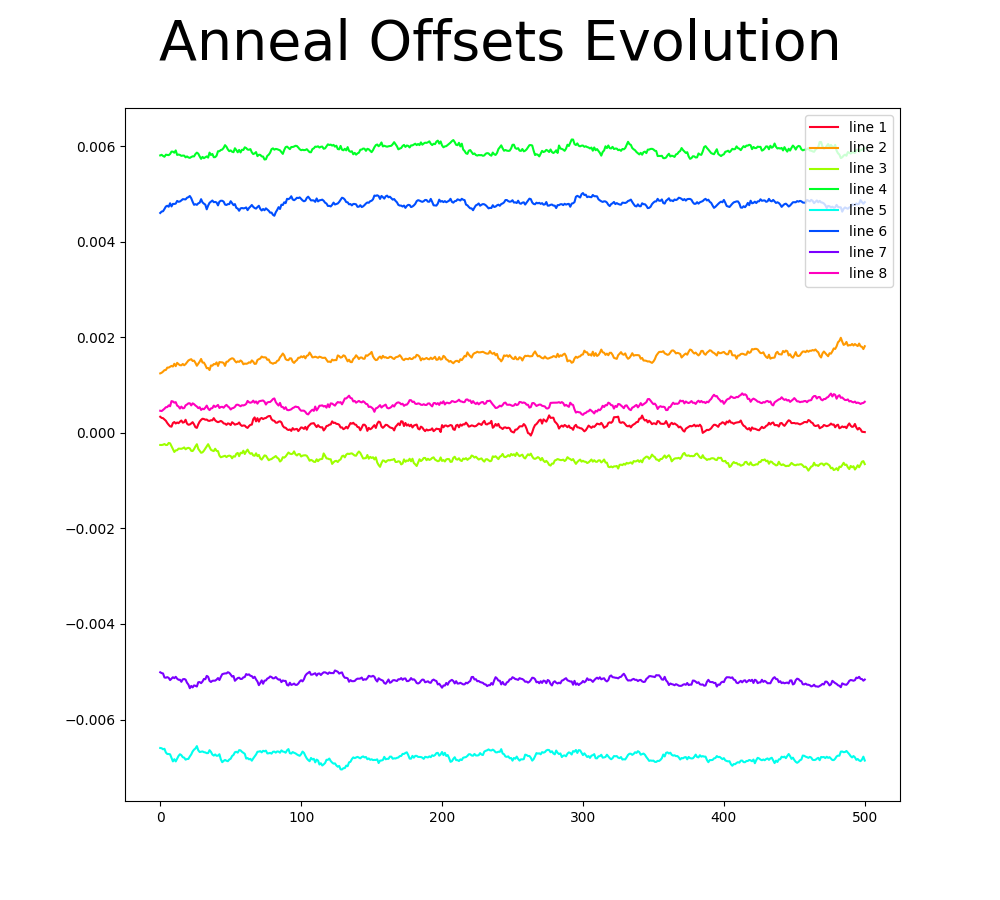 Anneal Offsets Evolution
line 1
line 2
line 3
line 4
line 5
line 6
line 7
line 8
0.006
0.004
0.002
0.000
−0.002
−0.004
−0.006
0 100 200 300 400 500